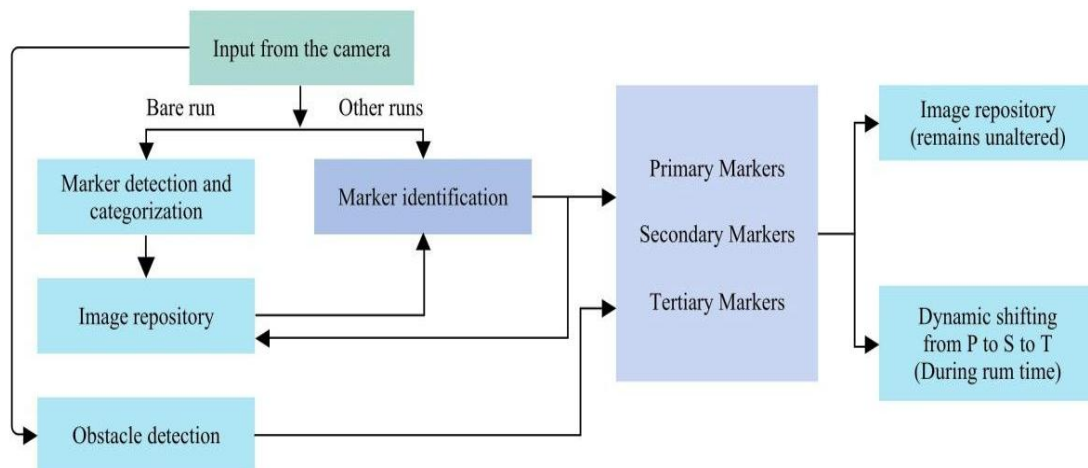 Input from the camera
Bare run
Other runs
Marker detection and
categorization
Marker identification
Image repository
Obstacle detection
Primary Markers
Secondary Markers
Tertiary Markers
Image repository
(remains unaltered)
Dynamic shifting
from P to S to T
(During rum time)